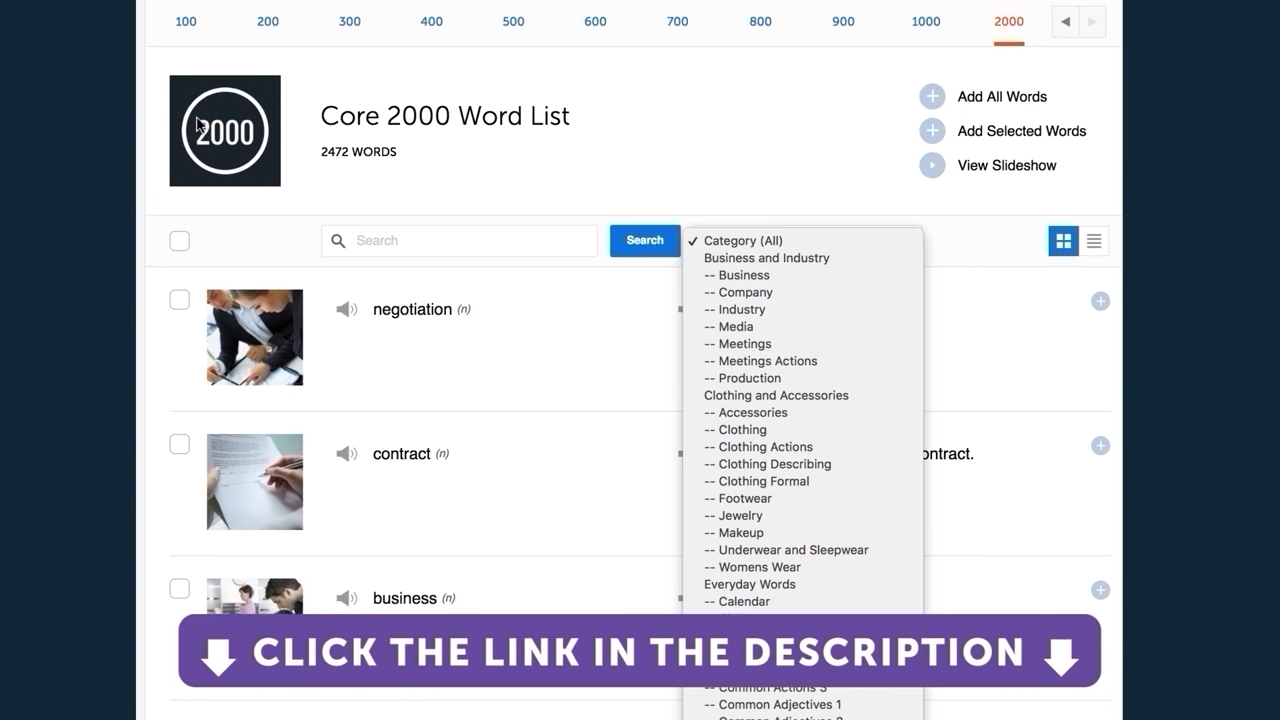 100 200 300 400 500 600 700 800 900 1000 2000
2000
Core 2000 Word List
2472 WORDS
Add All Words
Add Selected Words
View Slideshow
Search
Search
✓ Category (All)
Business and Industry
-- Business
-- Company
-- Industry
-- Media
-- Meetings
-- Meetings Actions
-- Production
Clothing and Accessories
-- Accessories
-- Clothing
-- Clothing Actions
-- Clothing Describing
-- Clothing Formal
-- Footwear
-- Jewelry
-- Makeup
-- Underwear and Sleepwear
-- Womens Wear
Everyday Words
-- Calendar
negotiation (n)
contract (n)
ontract.
business (n)
CLICK THE LINK IN THE DESCRIPTION
-- Common Actions 3
-- Common Adjectives 1